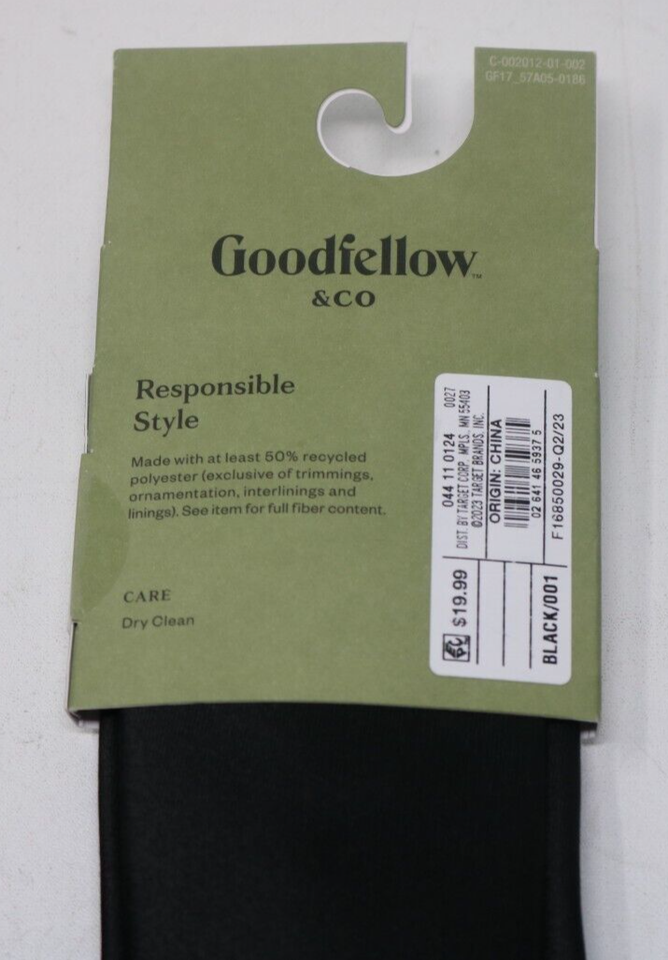 C-002012-01-002
GF17_57A05-0186
Goodfellow™
&CO
Responsible
Style
Made with at least 50% recycled
polyester (exclusive of trimmings,
ornamentation, interlinings and
linings). See item for full fiber content.
CARE
Dry Clean
044 11 0124 0027
DIST. BY TARGET CORP., MPLS., MN 55403
©2023 TARGET BRANDS, INC.
ORIGIN: CHINA
02 641 46 5937 5
F16850029-Q2/23
$19.99
BLACK/001